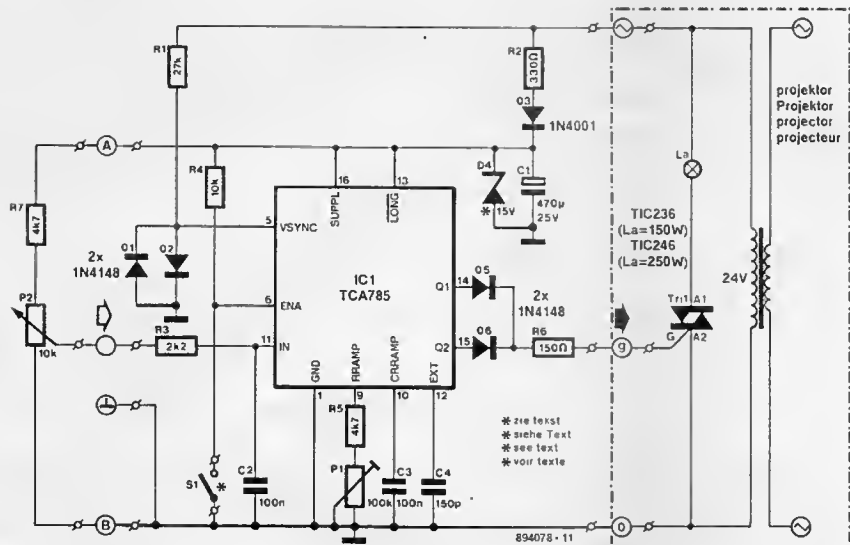 R1
27k
R2
330Ω
D3
1N4001
A
R4
10k
R7
4k7
16
SUPPL
13
LONG
D4
* 15V
C1
470µ
25V
5
VSYNC
D1
D2
2x
1N4148
IC1
TCA785
Q1
14
D5
2x
1N4148
6
ENA
P2
10k
R3
2k2
11
IN
Q2
15
D6
R6
150Ω
g
GND
1
RRAMP
9
CRRAMP
10
EXT
12
R5
4k7
P1
100k
C3
100n
C4
150p
S1
*
C2
100n
B
* zie tekst
* siehe Text
* see text
* voir texte
894078 - 11
0
La
TIC236
(La=150W)
TIC246
(La=250W)
24V
Tri1
A1
G
A2
projektor
Projektor
projector
projecteur